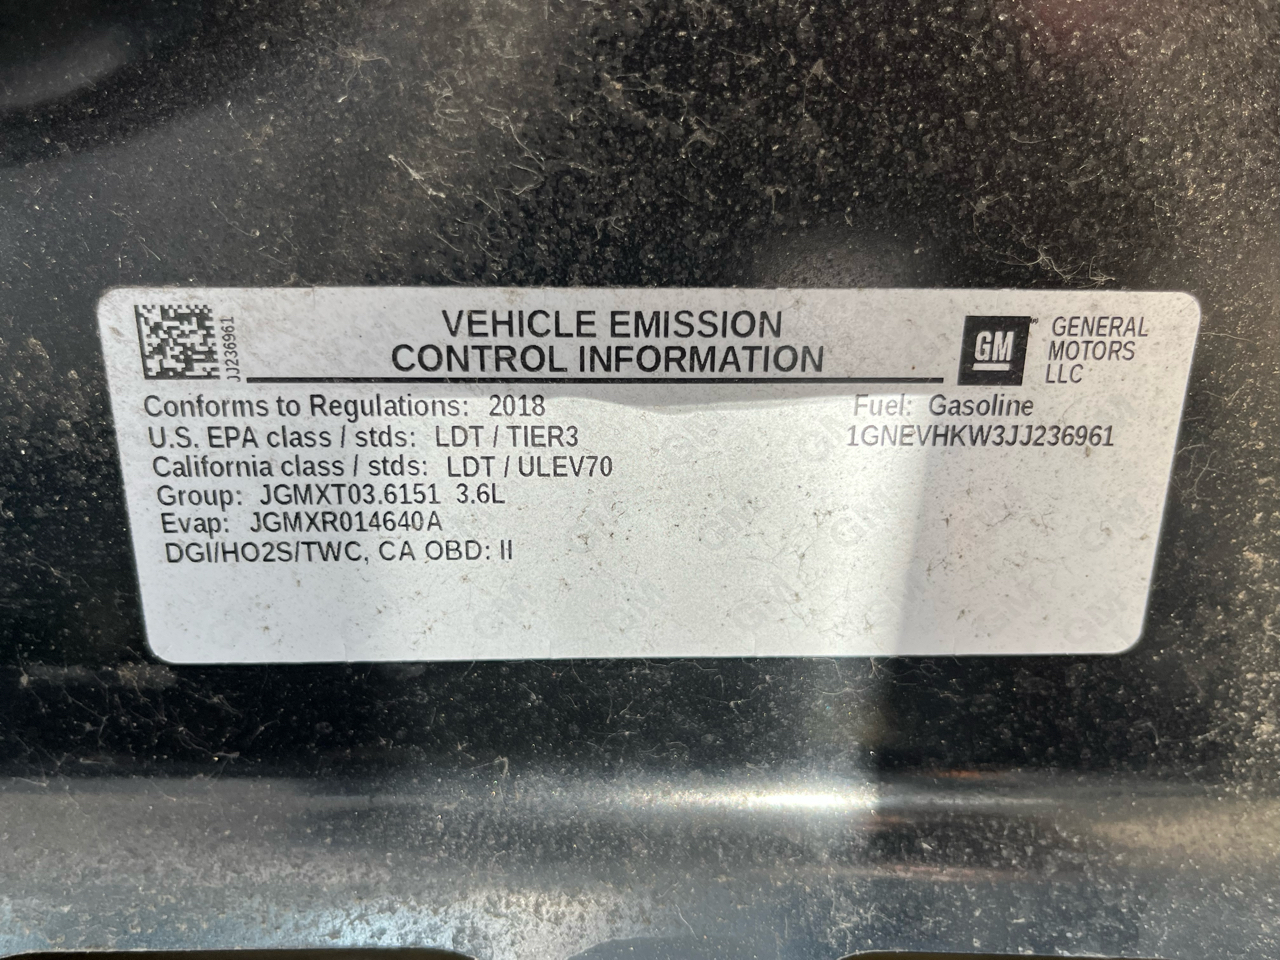 JJ236961
VEHICLE EMISSION
CONTROL INFORMATION
GM
GENERAL
MOTORS
LLC
Conforms to Regulations: 2018
Fuel: Gasoline
U.S. EPA class / stds: LDT / TIER3
1GNEVHKW3JJ236961
California class / stds: LDT / ULEV70
Group: JGMXT03.6151 3.6L
Evap: JGMXR014640A
DGI/HO2S/TWC, CA OBD: II